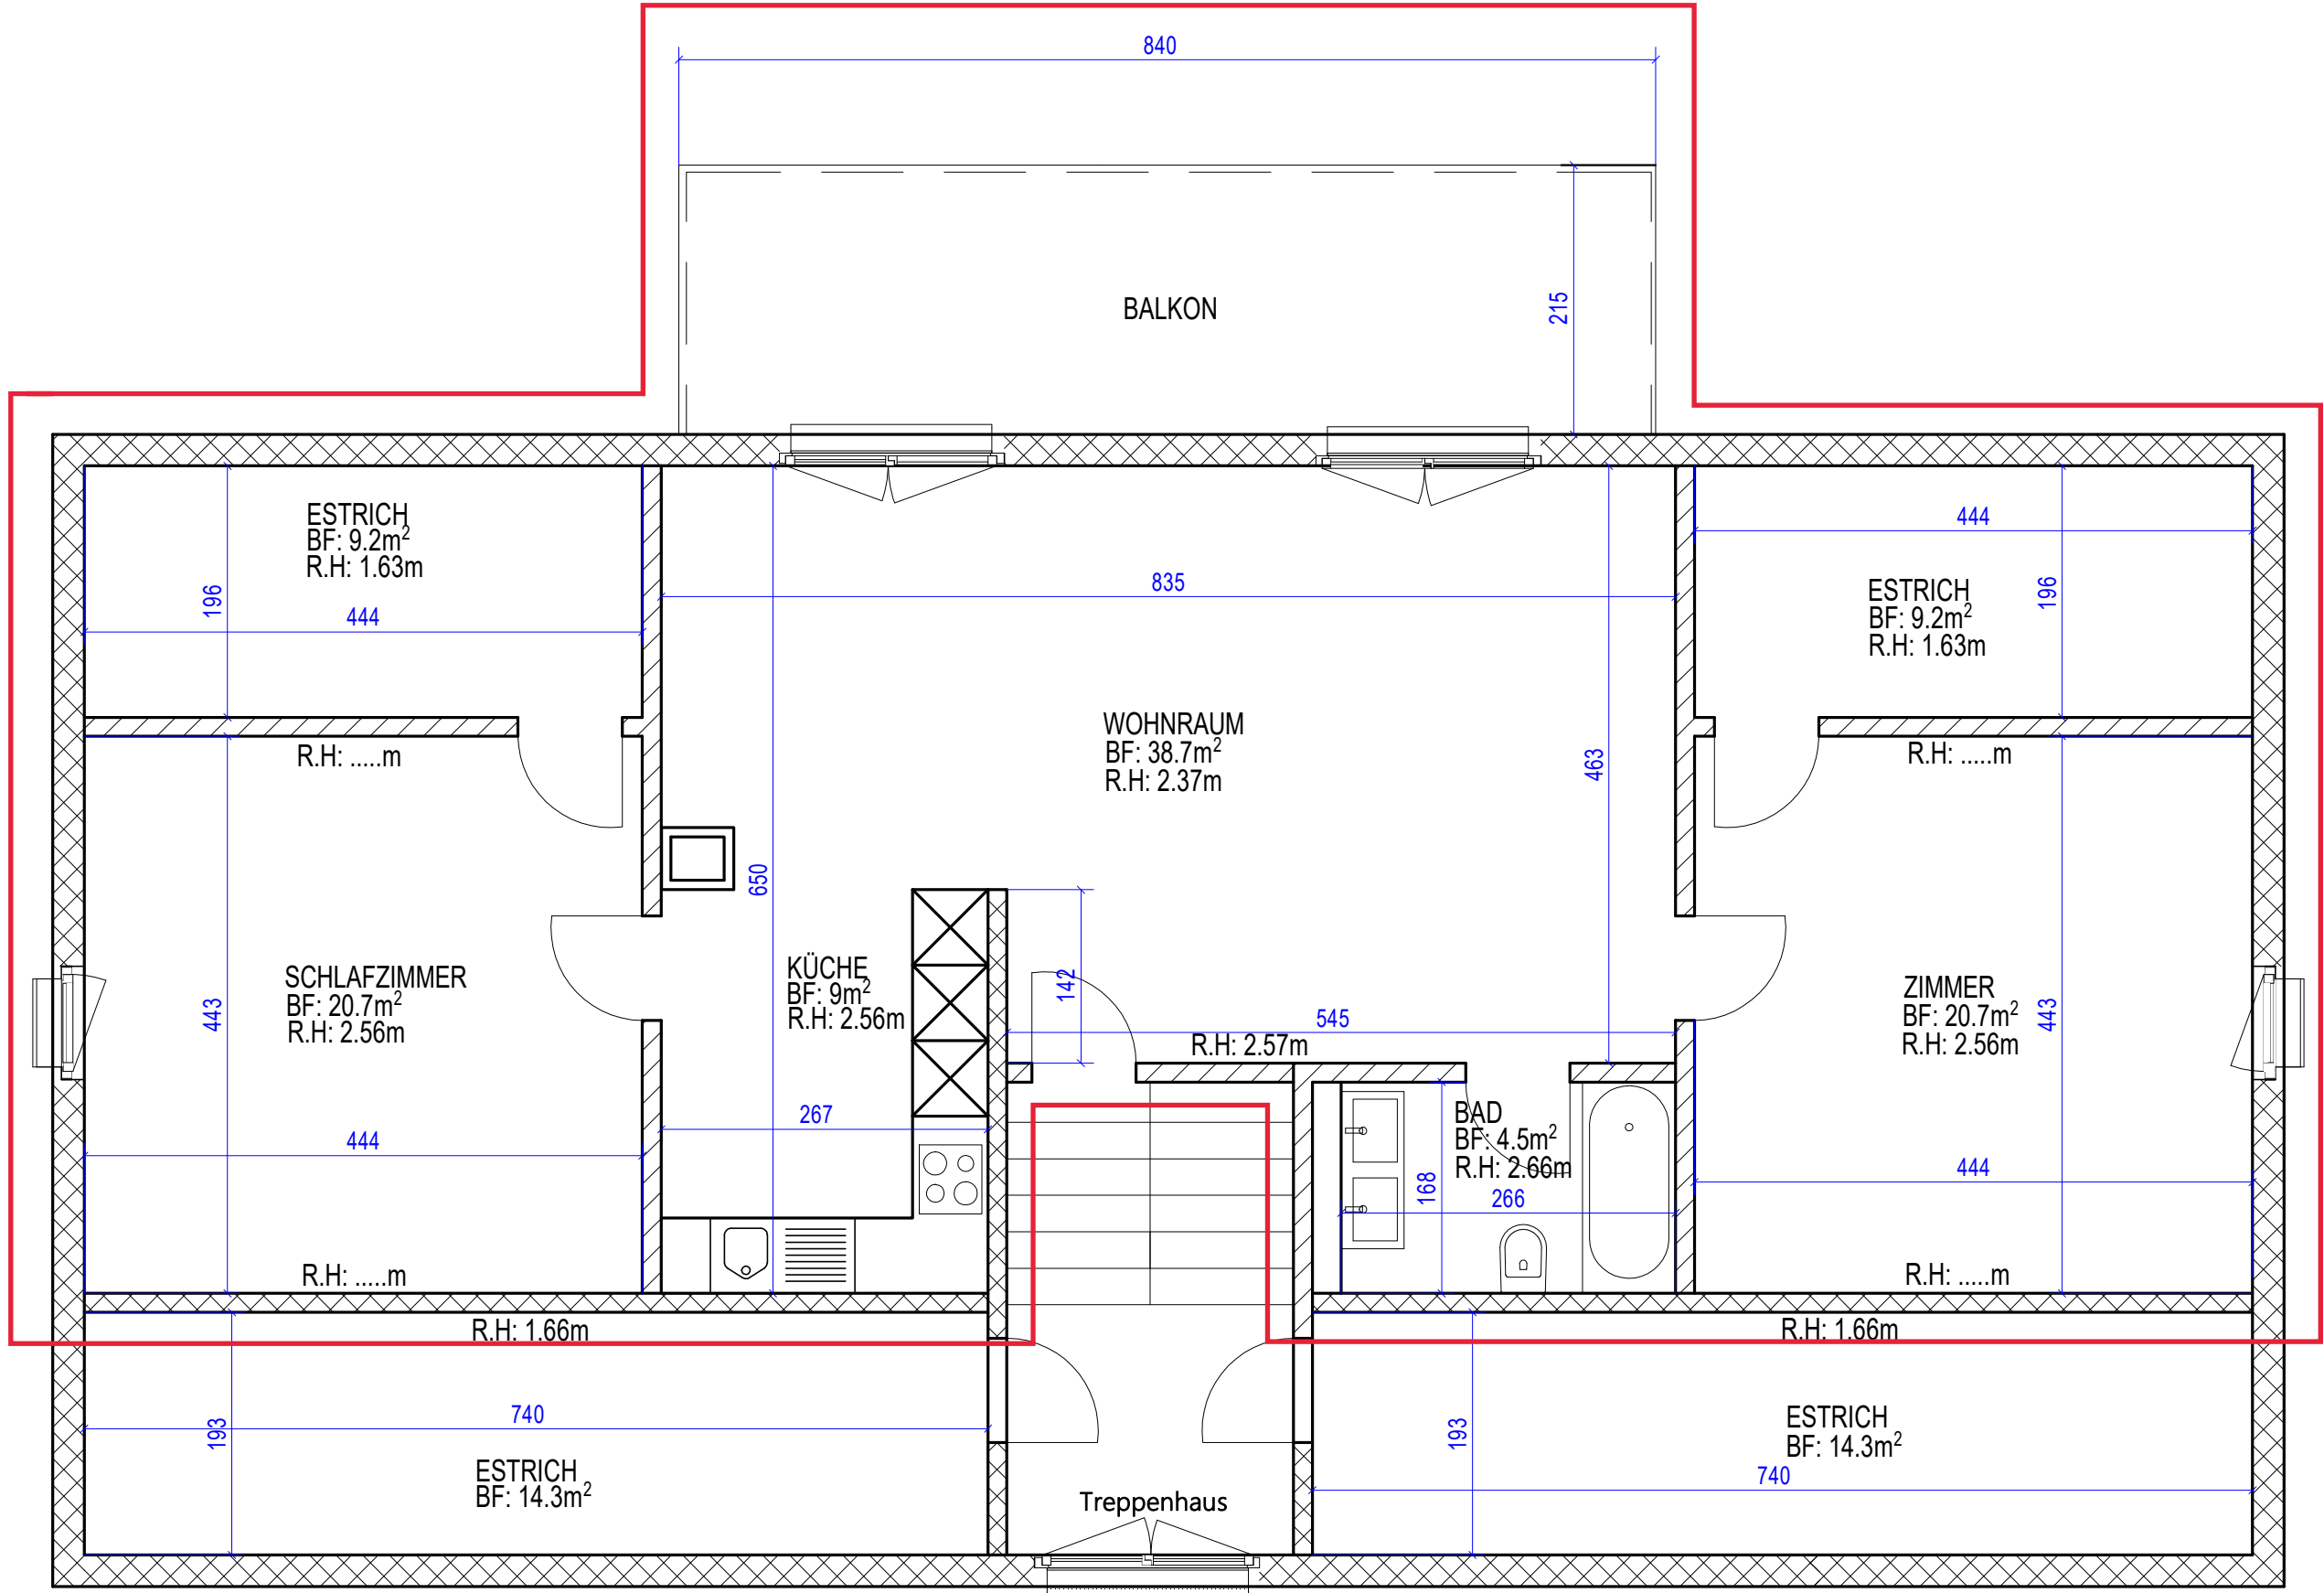 840
BALKON
215
ESTRICH
BF: 9.2m²
R.H: 1.63m
196
444
835
444
ESTRICH
BF: 9.2m²
R.H: 1.63m
196
R.H: .....m
WOHNRAUM
BF: 38.7m²
R.H: 2.37m
463
R.H: .....m
650
SCHLAFZIMMER
BF: 20.7m²
R.H: 2.56m
443
KÜCHE
BF: 9m²
R.H: 2.56m
142
545
R.H: 2.57m
ZIMMER
BF: 20.7m²
R.H: 2.56m
443
444
267
BAD
BF: 4.5m²
R.H: 2.66m
168
266
444
R.H: .....m
R.H: .....m
R.H: 1.66m
R.H: 1.66m
193
740
ESTRICH
BF: 14.3m²
Treppenhaus
193
ESTRICH
BF: 14.3m²
740